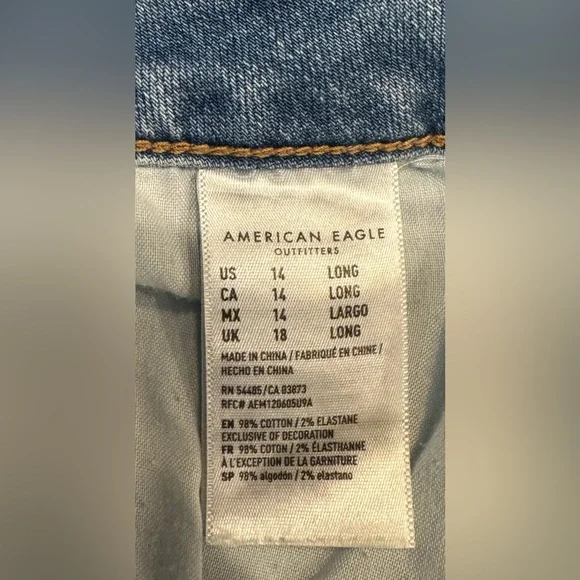 AMERICAN EAGLE
OUTFITTERS
US 14 LONG
CA 14 LONG
MX 14 LARGO
UK 18 LONG
MADE IN CHINA / FABRIQUÉ EN CHINE /
HECHO EN CHINA
RN 54485/CA 03873
RFC# AEM120605U9A
EN 98% COTTON / 2% ELASTANE
EXCLUSIVE OF DECORATION
FR 98% COTON / 2% ÉLASTHANNE
À L'EXCEPTION DE LA GARNITURE
SP 98% algodón / 2% elastano